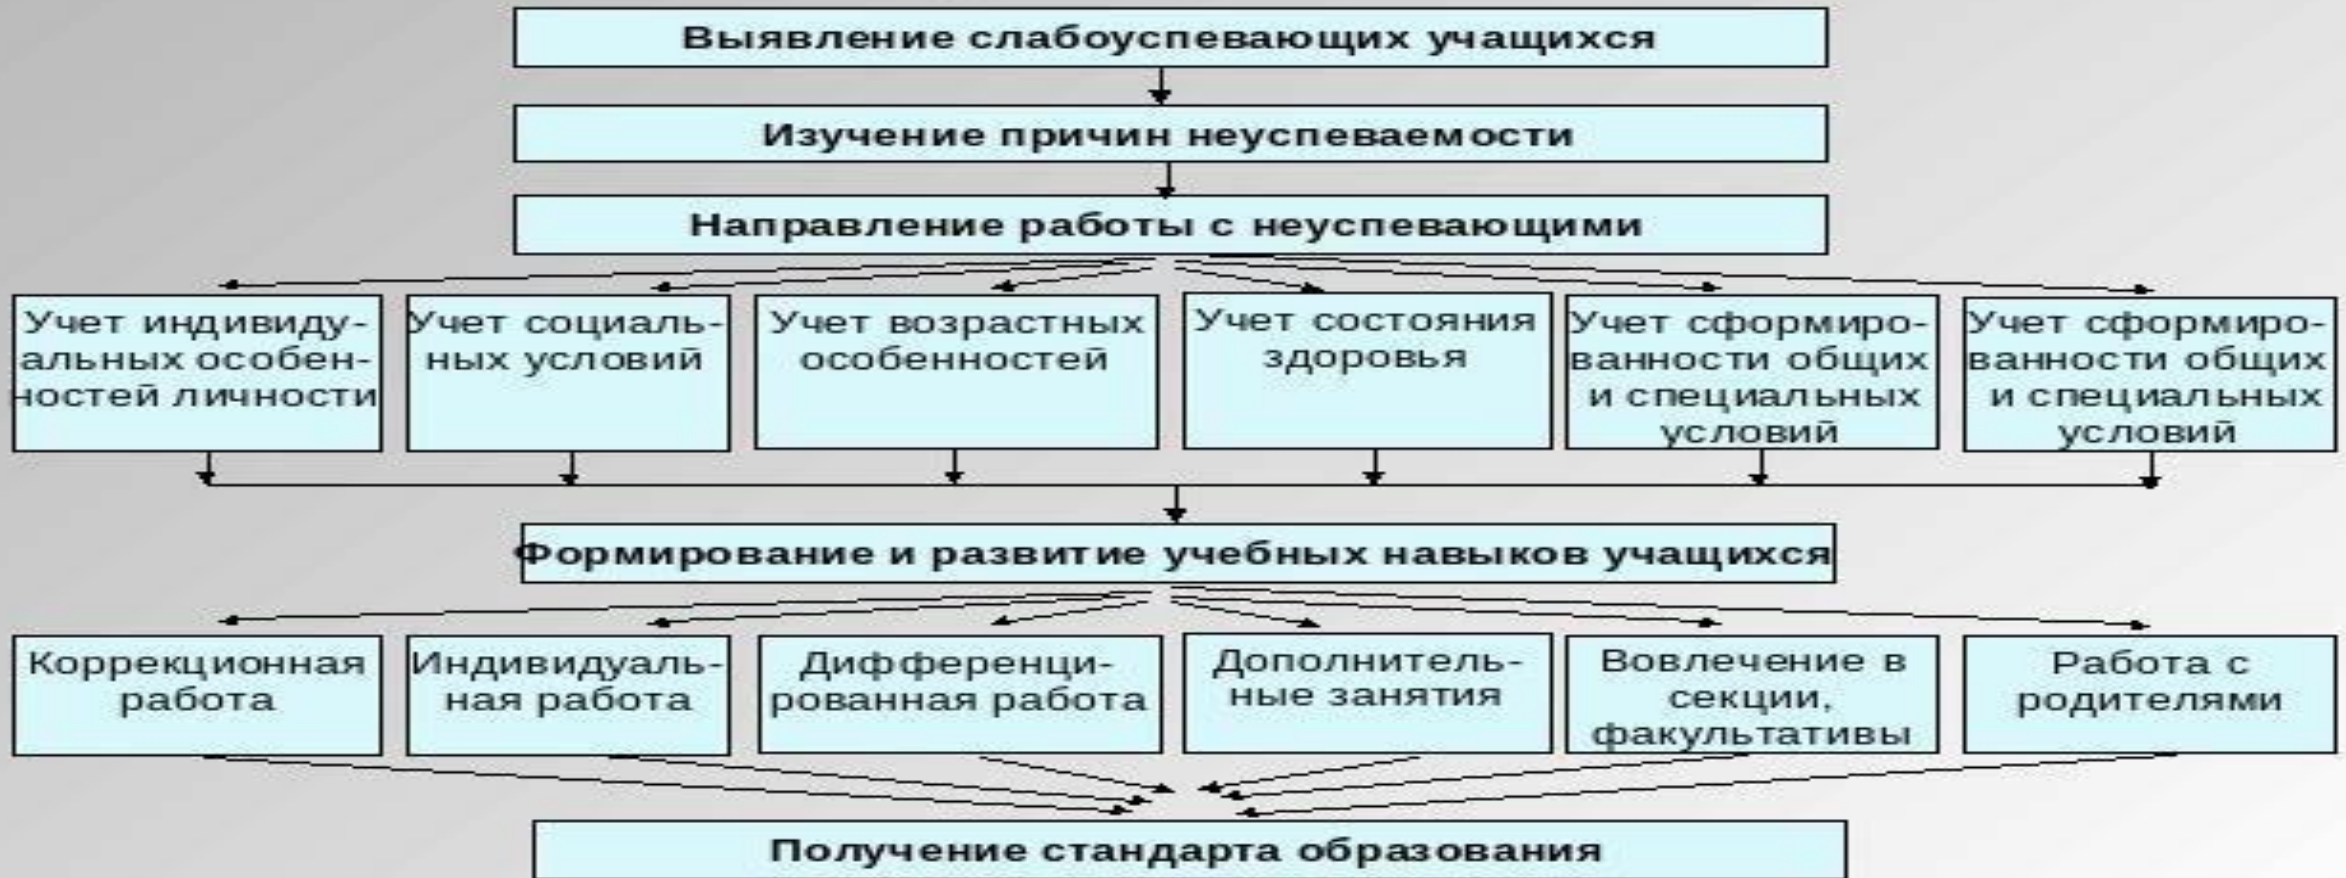 Выявление слабоуспевающих учащихся
Изучение причин неуспеваемости
Направление работы с неуспевающими
Учет индивиду-
альных особен-
ностей личности
Учет социаль-
ных условий
Учет возрастных
особенностей
Учет состояния
здоровья
Учет сформиро-
ванности общих
и специальных
условий
Учет сформиро-
ванности общих
и специальных
условий
Формирование и развитие учебных навыков учащихся
Коррекционная
работа
Индивидуаль-
ная работа
Дифференци-
рованная работа
Дополнитель-
ные занятия
Вовлечение в
секции,
факультативы
Работа с
родителями
Получение стандарта образования